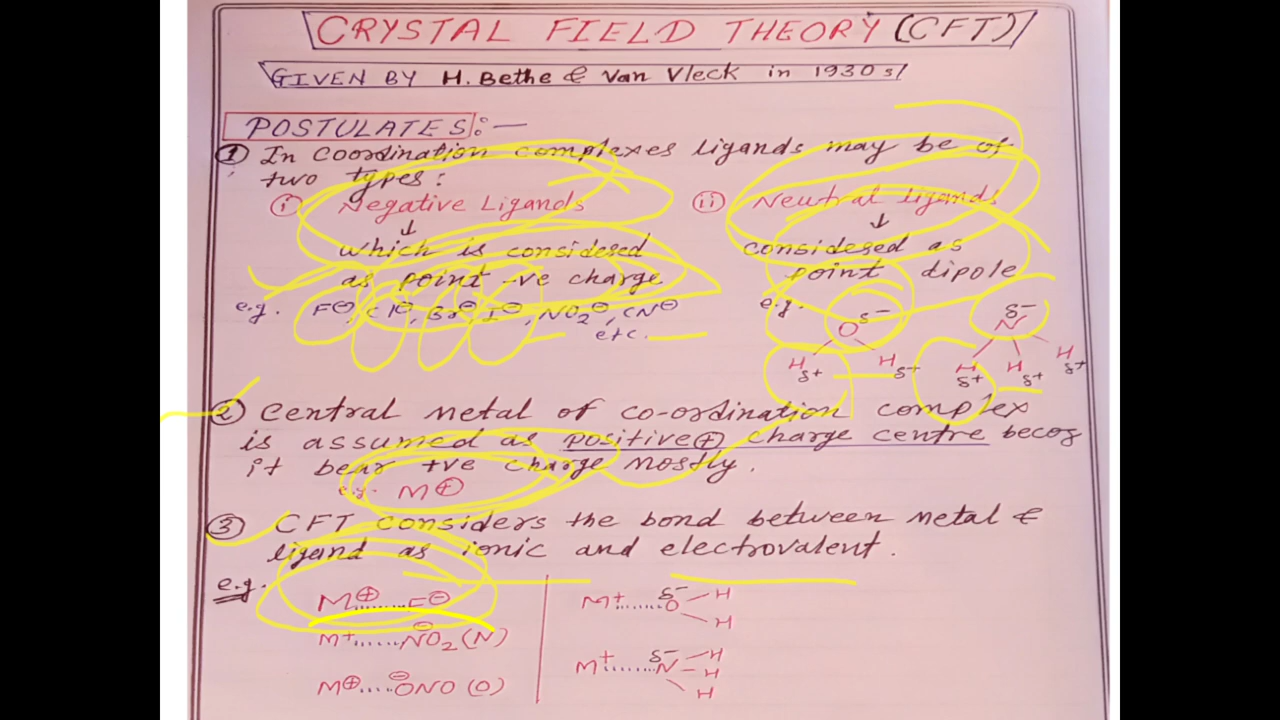 CRYSTAL FIELD THEORY (CFT)
GIVEN BY H. Bethe & Van Vleck in 1930s
POSTULATES:—
① In coordination complexes ligands may be of
two types:
(i) Negative Ligands
↓
which is considered
as point -ve charge
e.g. F⊖, Cl⊖, Br⊖, I⊖, NO2⊖, CN⊖
etc.
(ii) Neutral ligands
↓
considered as
point dipole
e.g.
O δ-
H δ+ H δ+
δ-
N
H δ+ H δ+ H δ+
② Central metal of co-ordination complex
is assumed as positive⊕ charge centre becoz
it bear +ve charge mostly.
e.g. M⊕
③ CFT considers the bond between metal &
ligand as ionic and electrovalent.
e.g.
M⊕........F⊖
M+......N⊖O2 (N)
M⊕....O⊖NO (O)
M+.......δ-O H
H
M+.......δ-N H
H
H